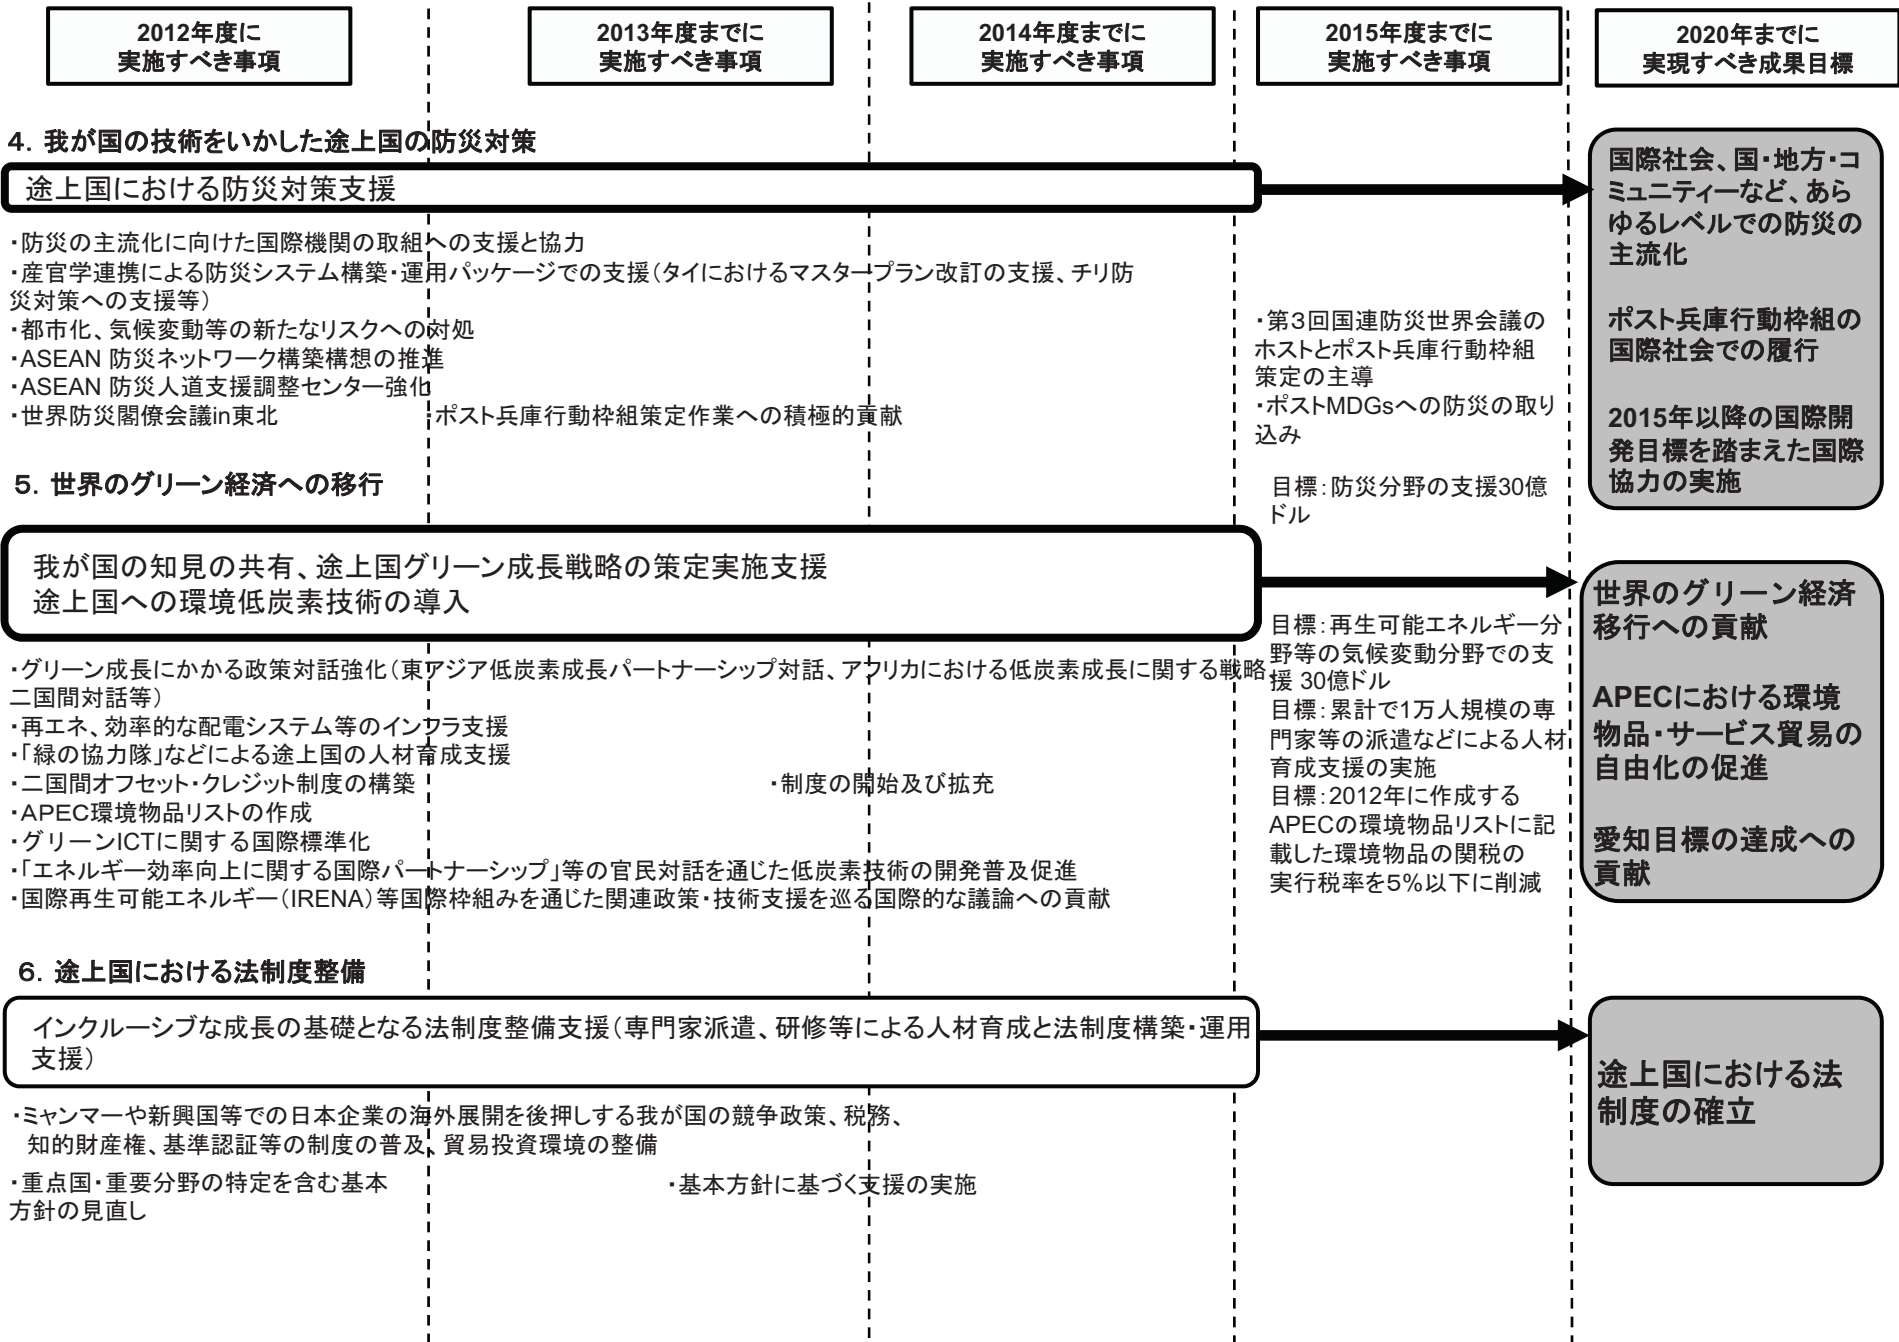 2012年度に
実施すべき事項
2013年度までに
実施すべき事項
2014年度までに
実施すべき事項
2015年度までに
実施すべき事項
2020年までに
実現すべき成果目標
４．我が国の技術をいかした途上国の防災対策
途上国における防災対策支援
・防災の主流化に向けた国際機関の取組への支援と協力
・産官学連携による防災システム構築・運用パッケージでの支援（タイにおけるマスタープラン改訂の支援、チリ防
災対策への支援等）
・都市化、気候変動等の新たなリスクへの対処
・ASEAN 防災ネットワーク構築構想の推進
・ASEAN 防災人道支援調整センター強化
・世界防災閣僚会議in東北
・ポスト兵庫行動枠組策定作業への積極的貢献
・第３回国連防災世界会議の
ホストとポスト兵庫行動枠組
策定の主導
・ポストMDGsへの防災の取り
込み
目標：防災分野の支援30億
ドル
国際社会、国・地方・コ
ミュニティーなど、あら
ゆるレベルでの防災の
主流化
ポスト兵庫行動枠組の
国際社会での履行
2015年以降の国際開
発目標を踏まえた国際
協力の実施
５．世界のグリーン経済への移行
我が国の知見の共有、途上国グリーン成長戦略の策定実施支援
途上国への環境低炭素技術の導入
・グリーン成長にかかる政策対話強化（東アジア低炭素成長パートナーシップ対話、アフリカにおける低炭素成長に関する戦略、
二国間対話等）
・再エネ、効率的な配電システム等のインフラ支援
・「緑の協力隊」などによる途上国の人材育成支援
・二国間オフセット・クレジット制度の構築
・制度の開始及び拡充
・APEC環境物品リストの作成
・グリーンICTに関する国際標準化
・「エネルギー効率向上に関する国際パートナーシップ」等の官民対話を通じた低炭素技術の開発普及促進
・国際再生可能エネルギー（IRENA）等国際枠組みを通じた関連政策・技術支援を巡る国際的な議論への貢献
目標：再生可能エネルギー分
野等の気候変動分野での支
援 30億ドル
目標：累計で1万人規模の専
門家等の派遣などによる人材
育成支援の実施
目標：2012年に作成する
APECの環境物品リストに記
載した環境物品の関税の
実行税率を５％以下に削減
世界のグリーン経済
移行への貢献
APECにおける環境
物品・サービス貿易の
自由化の促進
愛知目標の達成への
貢献
６．途上国における法制度整備
インクルーシブな成長の基礎となる法制度整備支援（専門家派遣、研修等による人材育成と法制度構築・運用
支援）
・ミャンマーや新興国等での日本企業の海外展開を後押しする我が国の競争政策、税務、
知的財産権、基準認証等の制度の普及、貿易投資環境の整備
・重点国・重要分野の特定を含む基本
方針の見直し
・基本方針に基づく支援の実施
途上国における法
制度の確立